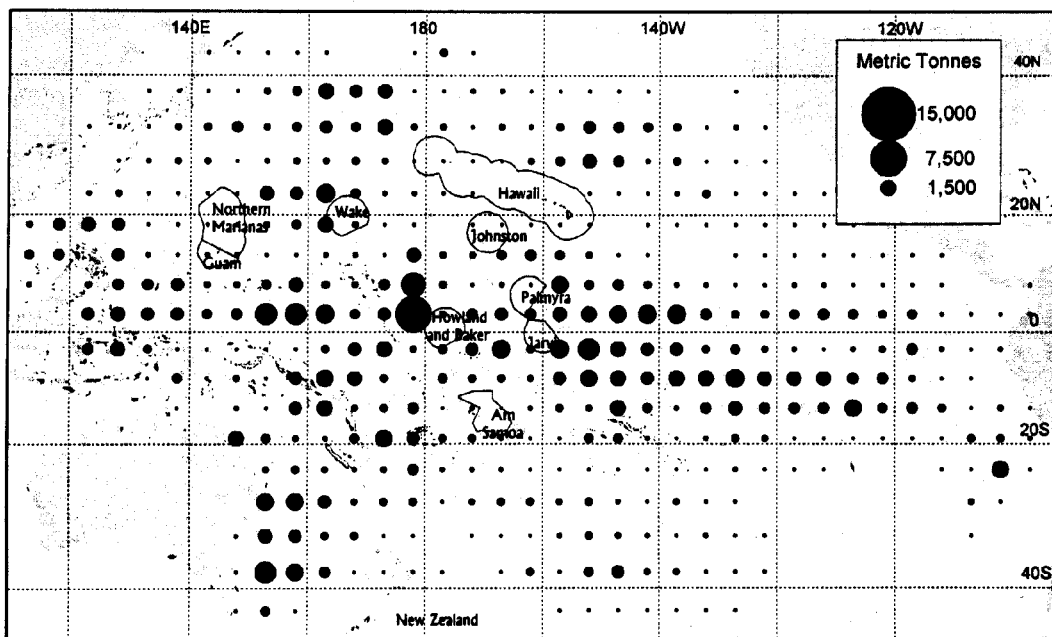 140E
180
140W
120W
40N
Metric Tonnes
15,000
7,500
1,500
Hawaii
20N
Northern
Marianas
Wake
Johnston
Guam
Palmyra
Howland
and Baker
0
Am
Samoa
20S
40S
New Zealand